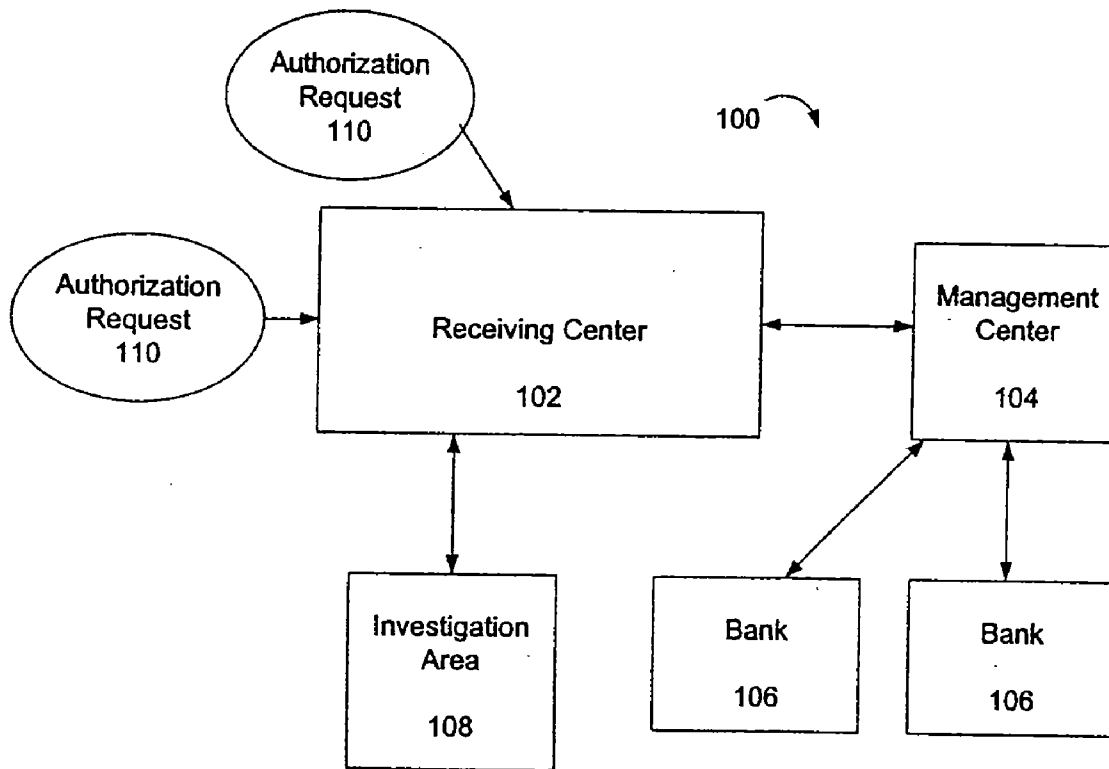 Authorization
Request
110
100
Authorization
Request
110
Receiving Center
102
Management
Center
104
Investigation
Area
108
Bank
106
Bank
106